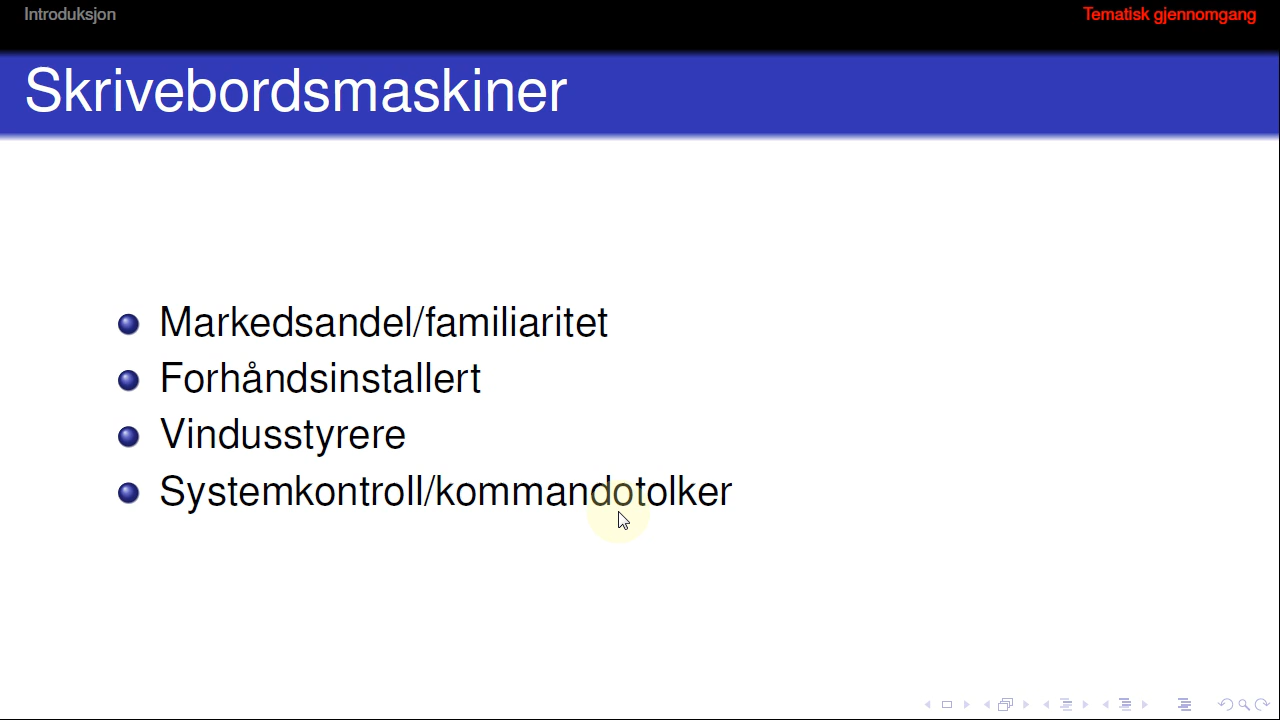 Introduksjon
Tematisk gjennomgang
Skrivebordsmaskiner
Markedsandel/familiaritet
Forhåndsinstallert
Vindusstyrere
Systemkontroll/kommandotolker